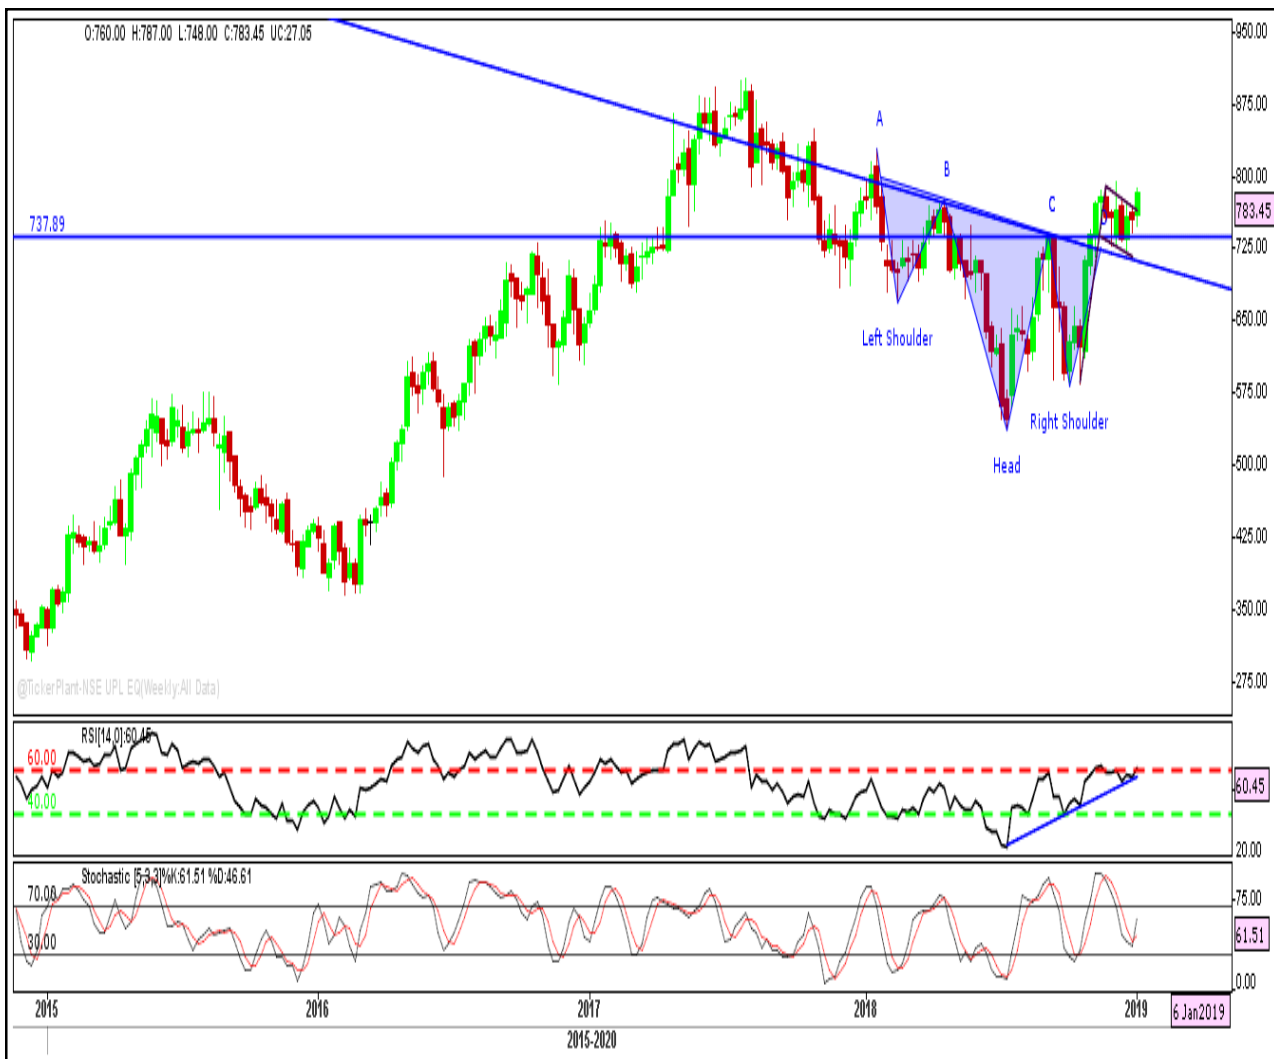 O:760.00 H:787.00 L:748.00 C:783.45 UC:27.05
950.00
875.00
A
800.00
B
783.45
C
D
737.89
725.00
650.00
Left Shoulder
575.00
Right Shoulder
Head
500.00
425.00
350.00
275.00
@TickerPlant-NSE UPL EQ(Weekly:All Data)
RSI[14,0]:60.45
60.00
60.45
40.00
20.00
Stochastic [5,3,3]%K:61.51 %D:46.61
70.00
75.00
61.51
30.00
0.00
2015 2016 2017 2018 2019
6 Jan2019
2015-2020